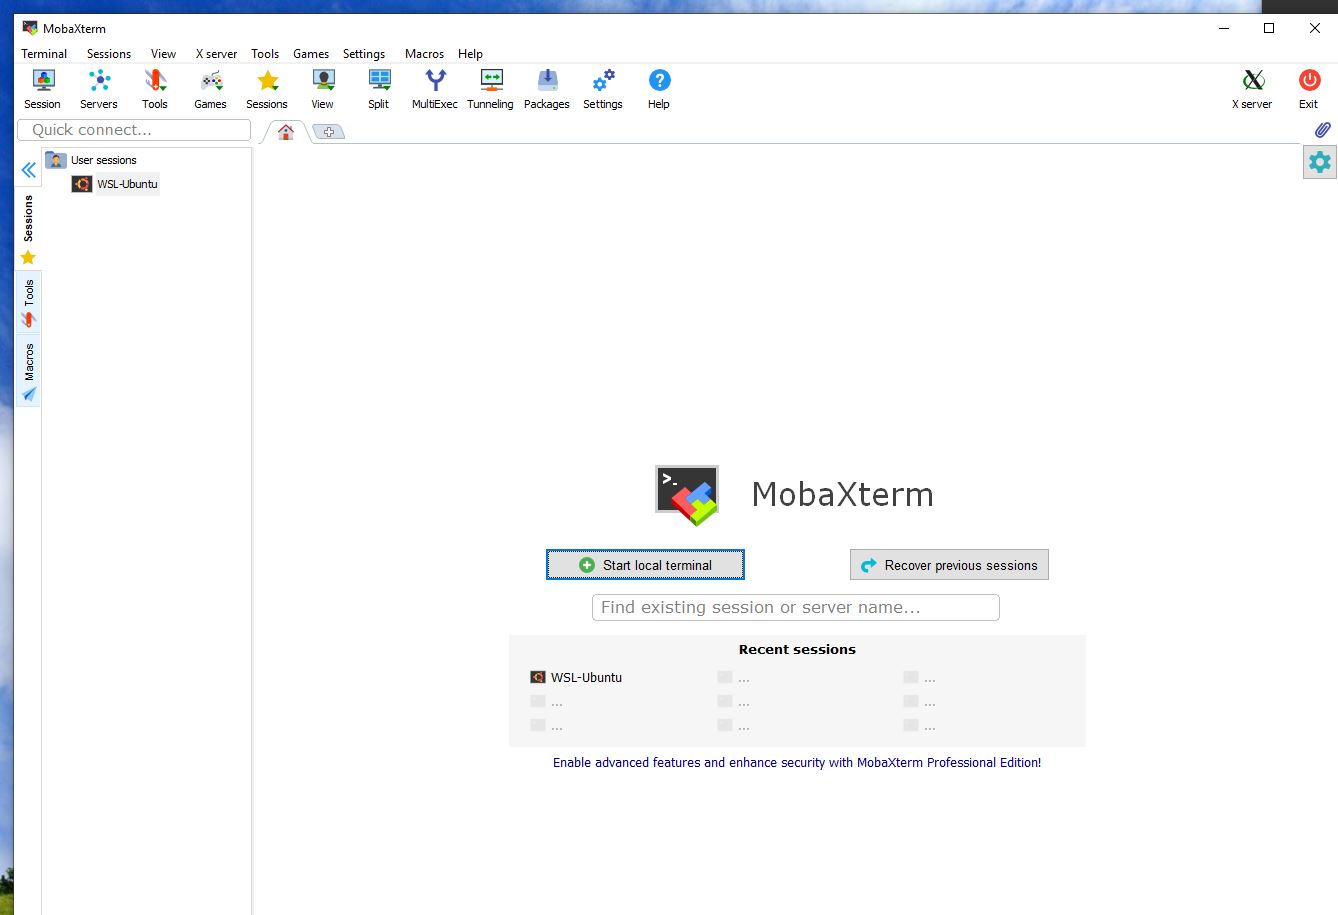 MobaXterm
Terminal Sessions View X server Tools Games Settings Macros Help
Session Servers Tools Games Sessions View Split MultiExec Tunneling Packages Settings Help X server Exit
Quick connect...
User sessions
WSL-Ubuntu
Sessions
Tools
Macros
>_
MobaXterm
Start local terminal Recover previous sessions
Find existing session or server name...
Recent sessions
WSL-Ubuntu ... ...
... ... ...
... ... ...
Enable advanced features and enhance security with MobaXterm Professional Edition!